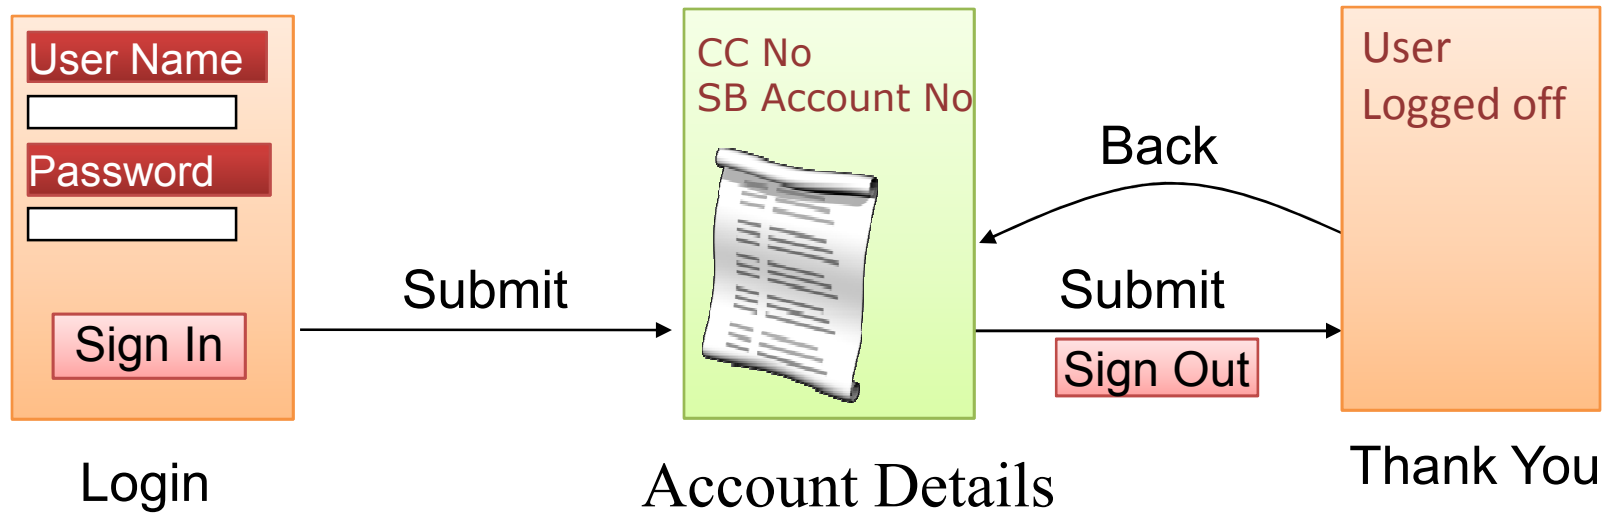 User Name
Password
Sign In
Login
Submit
CC No
SB Account No
Account Details
Back
Submit
Sign Out
User
Logged off
Thank You